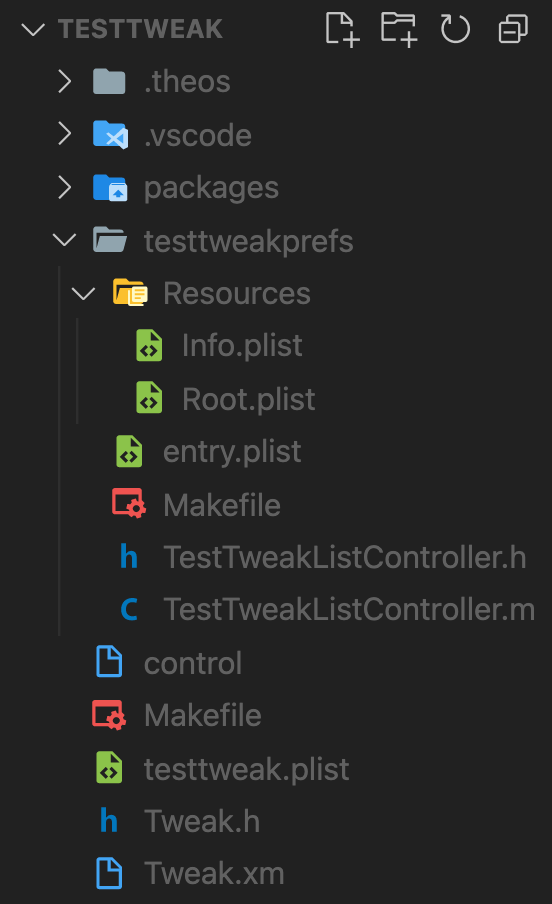 TESTTWEAK
.theos
.vscode
packages
testtweakprefs
Resources
Info.plist
Root.plist
entry.plist
Makefile
h TestTweakListController.h
C TestTweakListController.m
control
Makefile
testtweak.plist
h Tweak.h
Tweak.xm